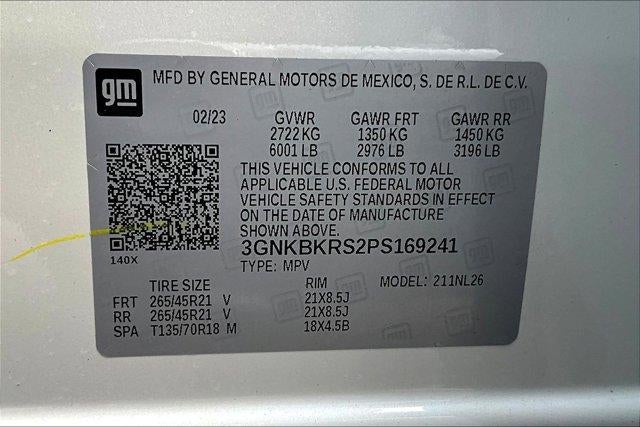 gm
MFD BY GENERAL MOTORS DE MEXICO, S. DE R.L. DE C.V.
02/23 GVWR GAWR FRT GAWR RR
2722 KG 1350 KG 1450 KG
6001 LB 2976 LB 3196 LB
THIS VEHICLE CONFORMS TO ALL
APPLICABLE U.S. FEDERAL MOTOR
VEHICLE SAFETY STANDARDS IN EFFECT
ON THE DATE OF MANUFACTURE
SHOWN ABOVE.
3GNKBKRS2PS169241
140X
TYPE: MPV MODEL: 211NL26
TIRE SIZE RIM
FRT 265/45R21 V 21X8.5J
RR 265/45R21 V 21X8.5J
SPA T135/70R18 M 18X4.5B